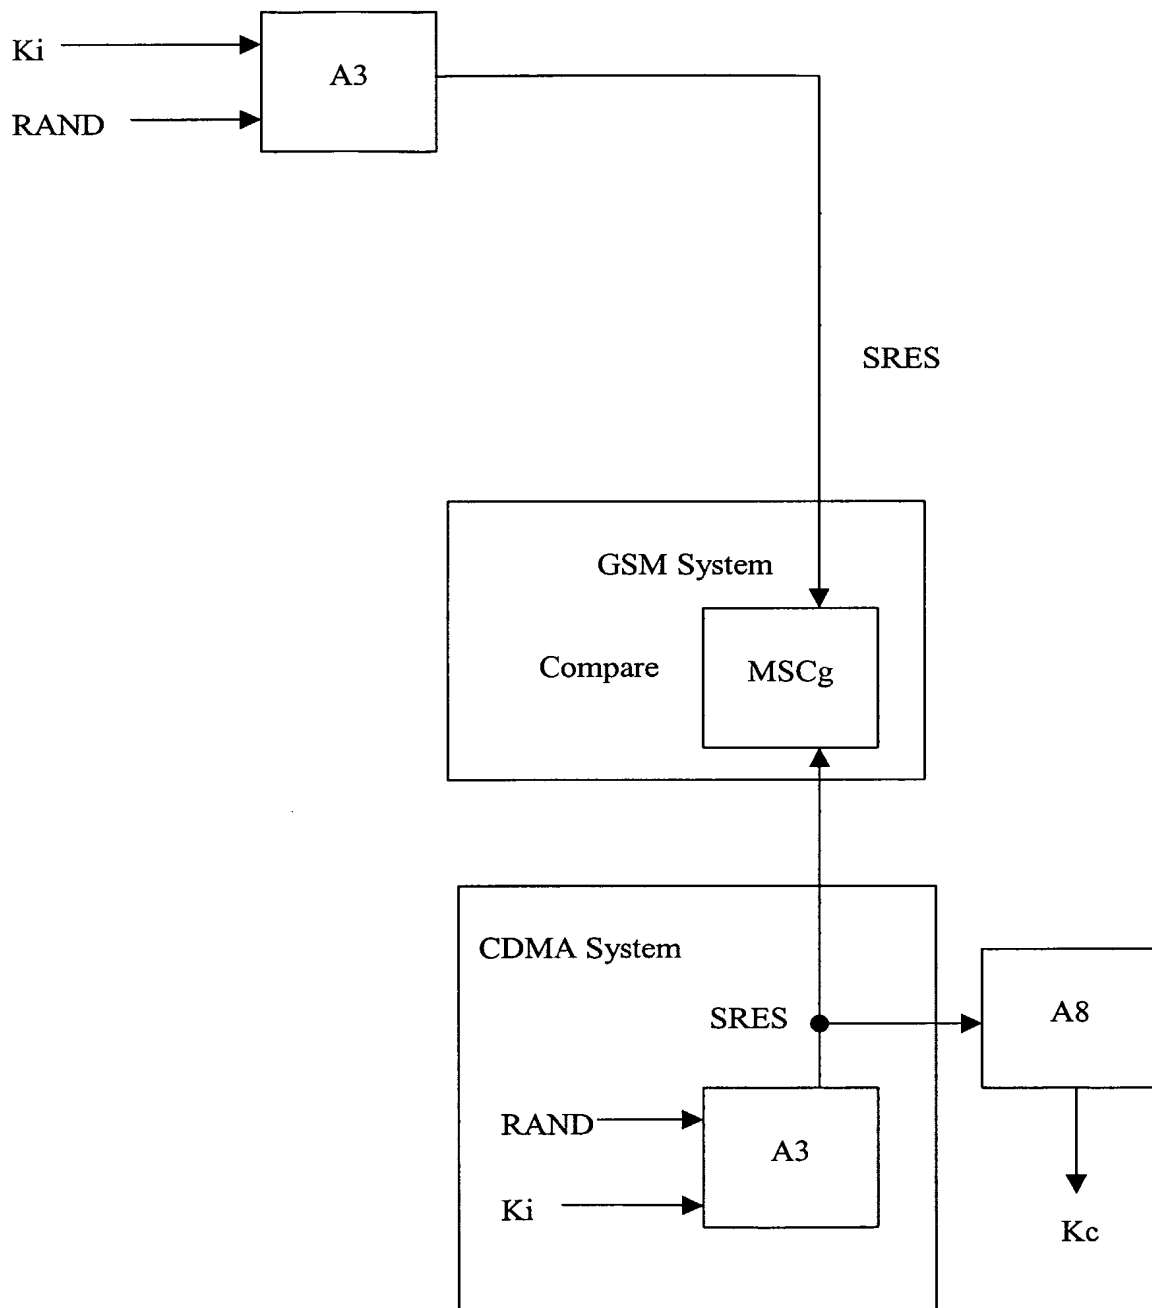 Ki
A3
RAND
SRES
GSM System
Compare
MSCg
CDMA System
SRES
A8
RAND
A3
Ki
Kc